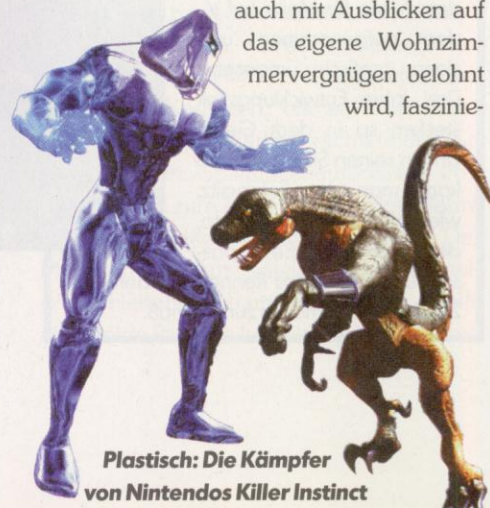 auch mit Ausblicken auf
das eigene Wohnzim-
mervergnügen belohnt
wird, faszinie-
Plastisch: Die Kämpfer
von Nintendos Killer Instinct